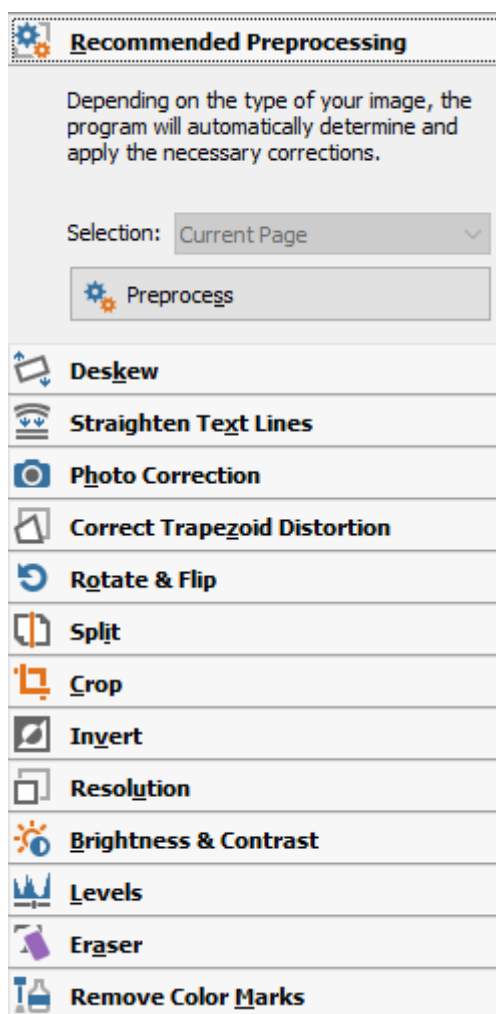 Recommended Preprocessing
Depending on the type of your image, the
program will automatically determine and
apply the necessary corrections.
Selection: Current Page
Preprocess
Deskew
Straighten Text Lines
Photo Correction
Correct Trapezoid Distortion
Rotate & Flip
Split
Crop
Invert
Resolution
Brightness & Contrast
Levels
Eraser
Remove Color Marks